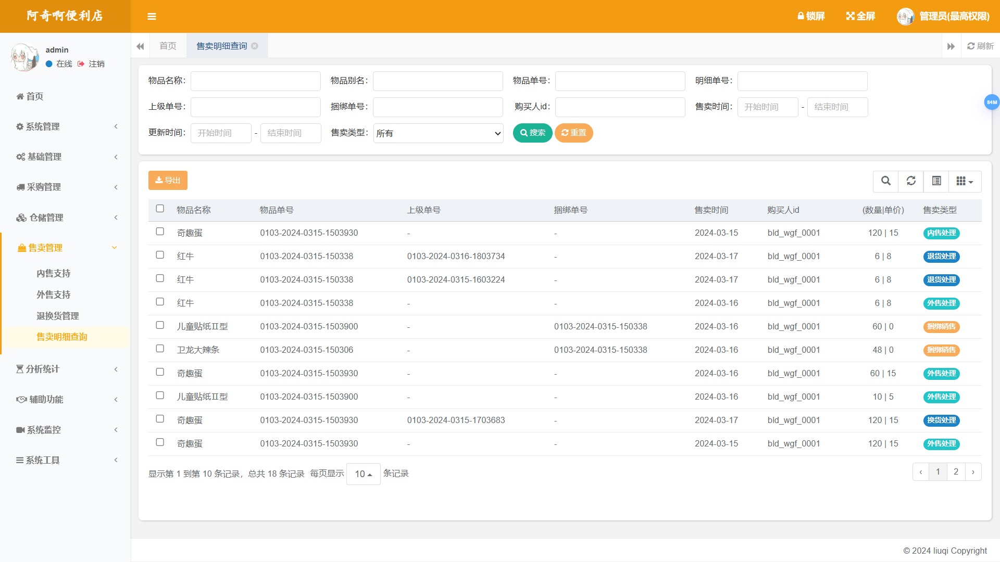 阿奇啊便利店
锁屏 全屏 管理员(最高权限)
admin
在线 注销
首页 售卖明细查询 刷新
物品名称： 物品别名： 物品单号： 明细单号：
上级单号： 捆绑单号： 购买人id： 售卖时间： 开始时间 - 结束时间
更新时间： 开始时间 - 结束时间 售卖类型： 所有 搜索 重置
84M
首页
系统管理
基础管理
采购管理
仓储管理
售卖管理
内售支持
外售支持
退换货管理
售卖明细查询
分析统计
辅助功能
系统监控
系统工具
导出
物品名称 物品单号 上级单号 捆绑单号 售卖时间 购买人id (数量|单价) 售卖类型
奇趣蛋 0103-2024-0315-1503930 - - 2024-03-15 bld_wgf_0001 120 | 15 内售处理
红牛 0103-2024-0315-150338 0103-2024-0316-1803734 - 2024-03-17 bld_wgf_0001 6 | 8 退货处理
红牛 0103-2024-0315-150338 0103-2024-0315-1603224 - 2024-03-17 bld_wgf_0001 6 | 8 退货处理
红牛 0103-2024-0315-150338 - - 2024-03-16 bld_wgf_0001 6 | 8 外售处理
儿童贴纸Ⅱ型 0103-2024-0315-1503900 - 0103-2024-0315-150338 2024-03-16 bld_wgf_0001 60 | 0 捆绑销售
卫龙大辣条 0103-2024-0315-150306 - 0103-2024-0315-150338 2024-03-16 bld_wgf_0001 48 | 0 捆绑销售
奇趣蛋 0103-2024-0315-1503930 - - 2024-03-16 bld_wgf_0001 60 | 15 外售处理
儿童贴纸Ⅱ型 0103-2024-0315-1503900 - - 2024-03-16 bld_wgf_0001 10 | 5 外售处理
奇趣蛋 0103-2024-0315-1503930 0103-2024-0315-1703683 - 2024-03-17 bld_wgf_0001 120 | 15 换货处理
奇趣蛋 0103-2024-0315-1503930 - - 2024-03-15 bld_wgf_0001 120 | 15 外售处理
显示第 1 到第 10 条记录，总共 18 条记录 每页显示 10 条记录
‹ 1 2 ›
© 2024 liuqi Copyright